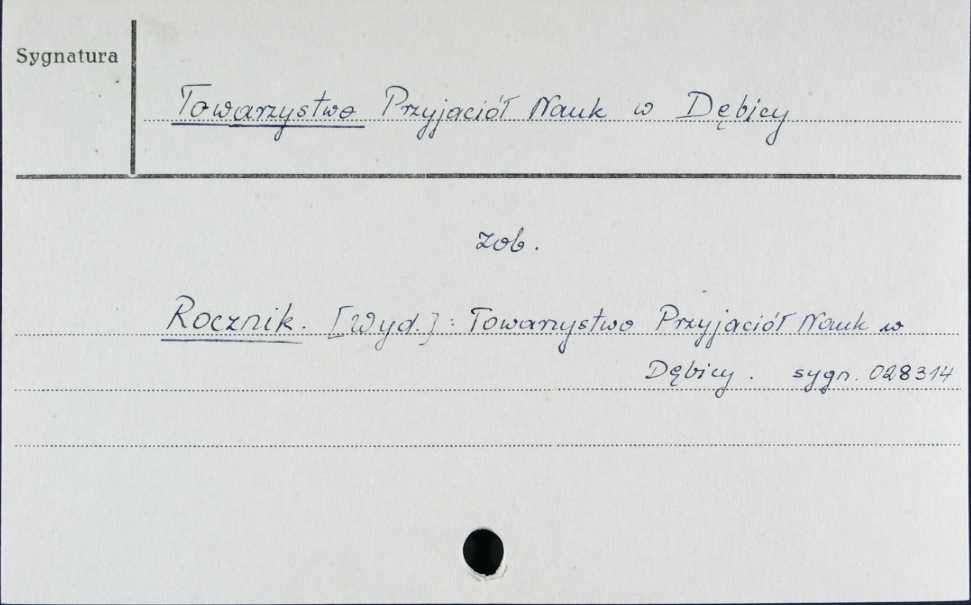 Sygnatura
Towarzystwo Przyjaciół Nauk w Dębicy
zob.
Rocznik. [Wyd.]: Towarzystwo Przyjaciół Nauk w
Dębicy. sygn. 028314